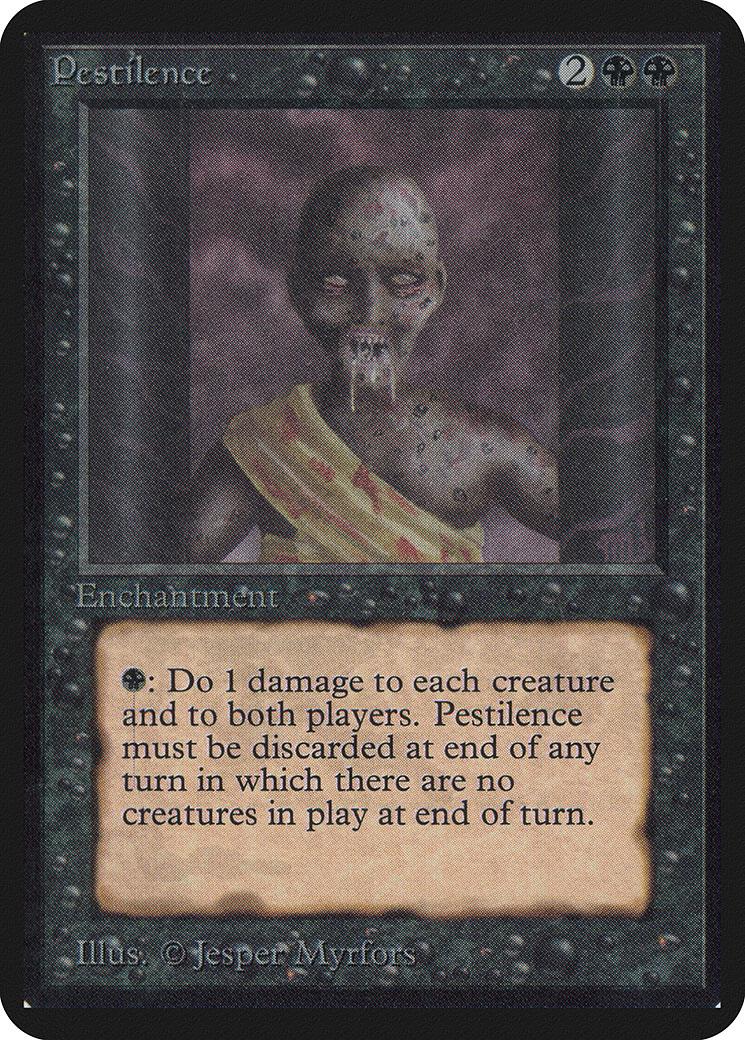 Pestilence 2
Enchantment
: Do 1 damage to each creature
and to both players. Pestilence
must be discarded at end of any
turn in which there are no
creatures in play at end of turn.
Illus. © Jesper Myrfors